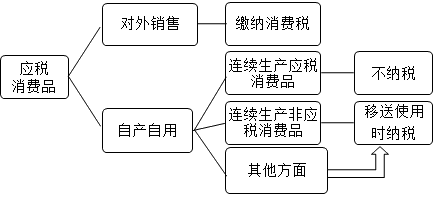 应税
消费品
对外销售
缴纳消费税
自产自用
连续生产应税
消费品
不纳税
连续生产非应
税消费品
移送使用
时纳税
其他方面